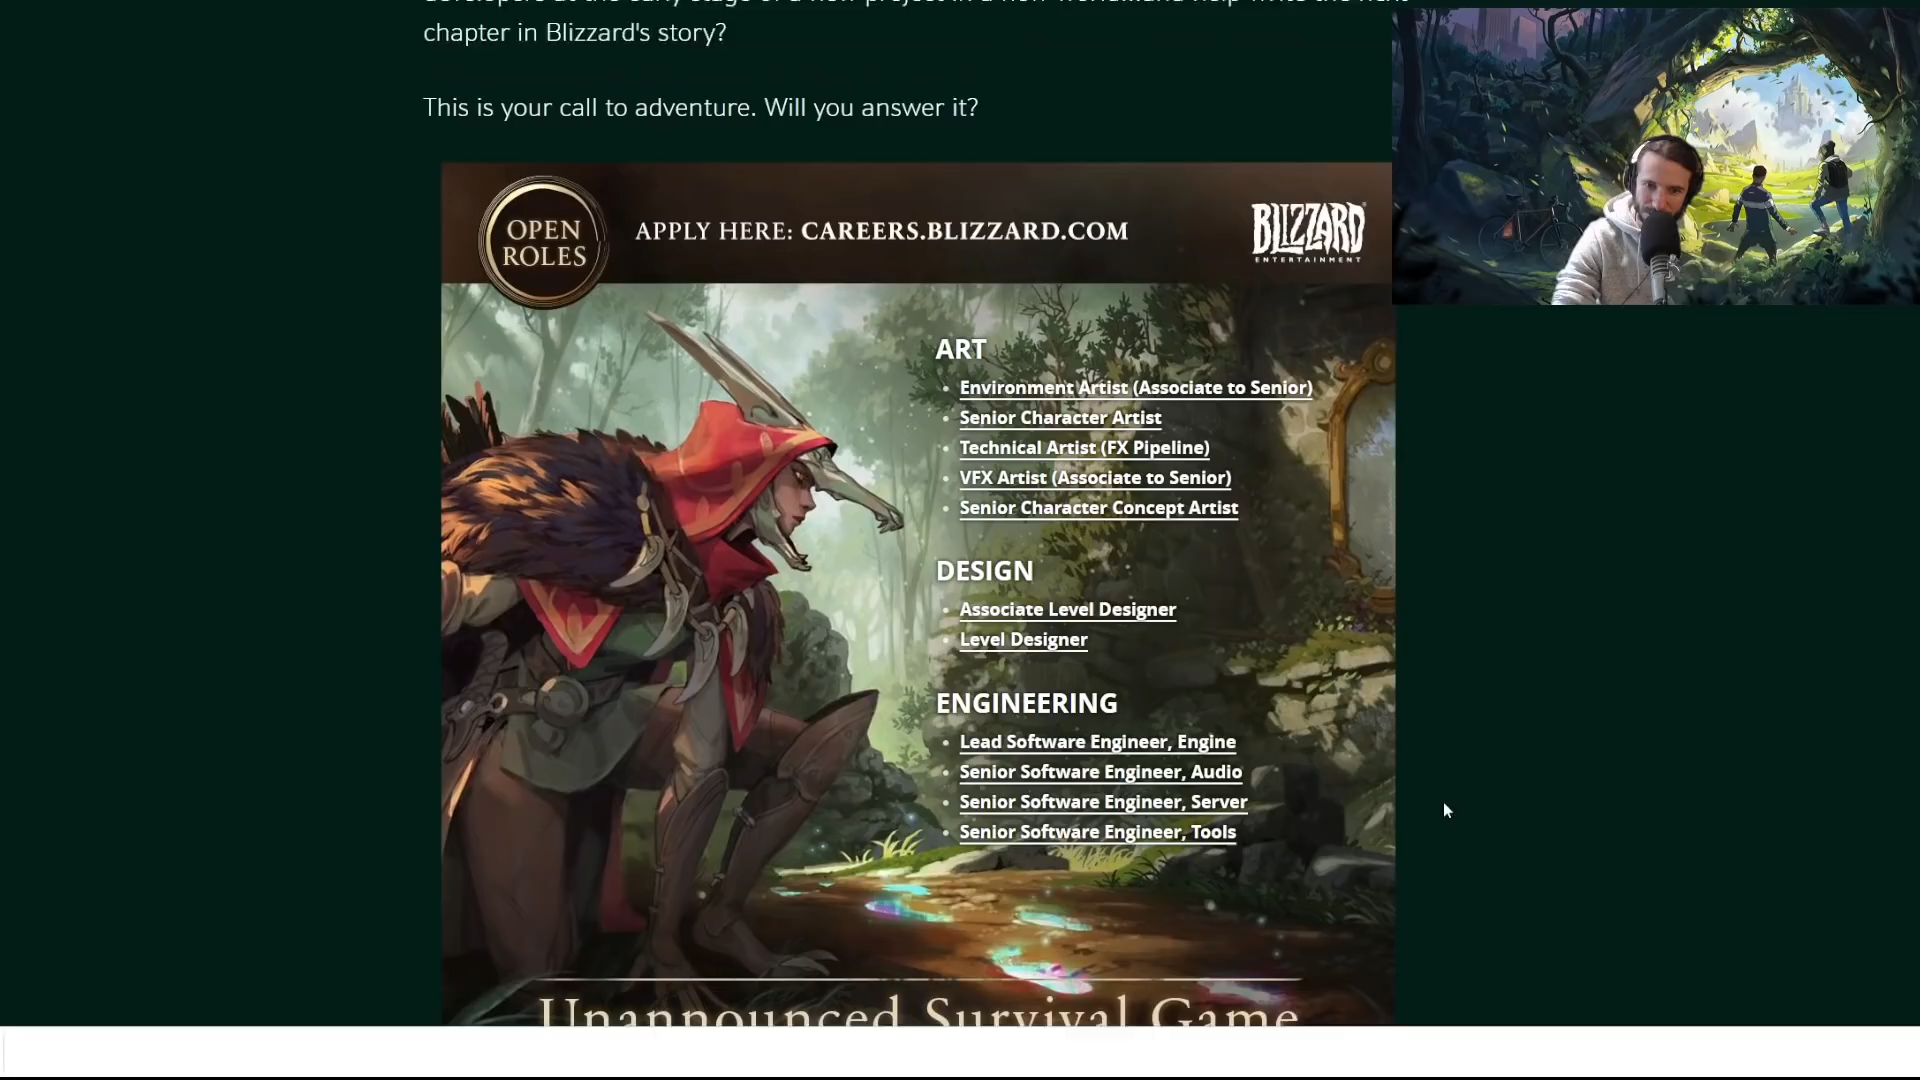 chapter in Blizzard's story?
This is your call to adventure. Will you answer it?
OPEN
ROLES
APPLY HERE: CAREERS.BLIZZARD.COM
BLIZZARD
ENTERTAINMENT
ART
Environment Artist (Associate to Senior)
Senior Character Artist
Technical Artist (FX Pipeline)
VFX Artist (Associate to Senior)
Senior Character Concept Artist
DESIGN
Associate Level Designer
Level Designer
ENGINEERING
Lead Software Engineer, Engine
Senior Software Engineer, Audio
Senior Software Engineer, Server
Senior Software Engineer, Tools
Unannounced Survival Game